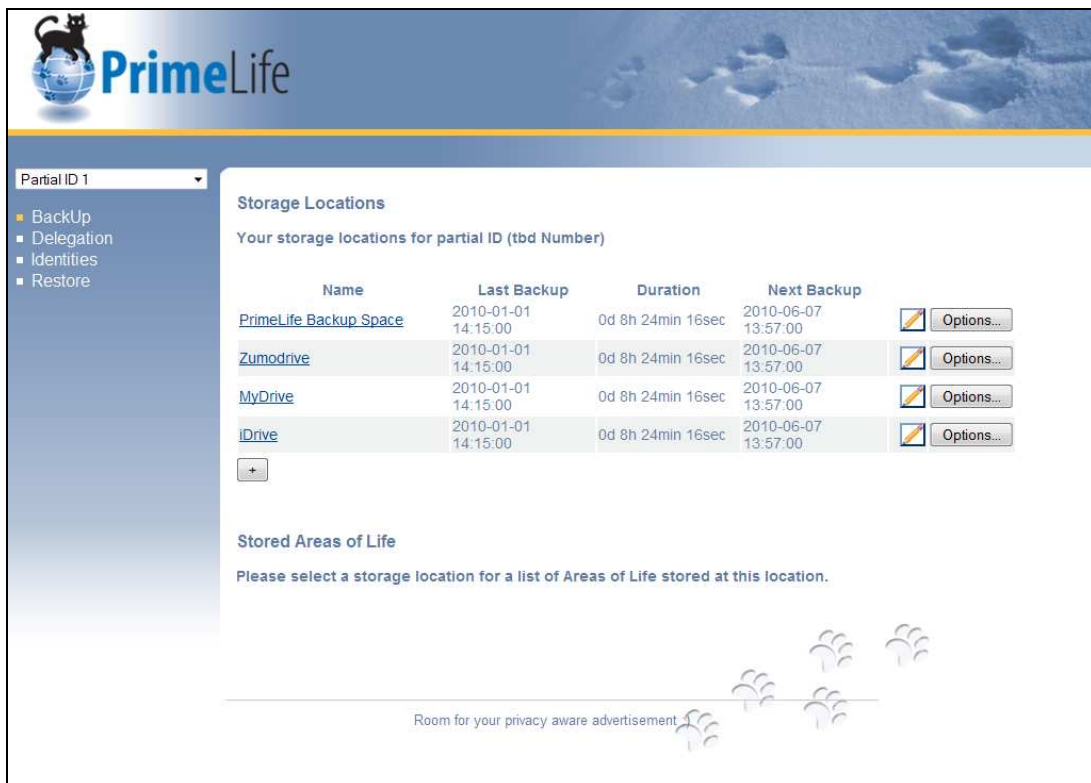 PrimeLife
Partial ID 1
BackUp
Delegation
Identities
Restore
Storage Locations
Your storage locations for partial ID (tbd Number)
Name Last Backup Duration Next Backup
PrimeLife Backup Space 2010-01-01 14:15:00 0d 8h 24min 16sec 2010-06-07 13:57:00 Options...
Zumodrive 2010-01-01 14:15:00 0d 8h 24min 16sec 2010-06-07 13:57:00 Options...
MyDrive 2010-01-01 14:15:00 0d 8h 24min 16sec 2010-06-07 13:57:00 Options...
iDrive 2010-01-01 14:15:00 0d 8h 24min 16sec 2010-06-07 13:57:00 Options...
+
Stored Areas of Life
Please select a storage location for a list of Areas of Life stored at this location.
Room for your privacy aware advertisement